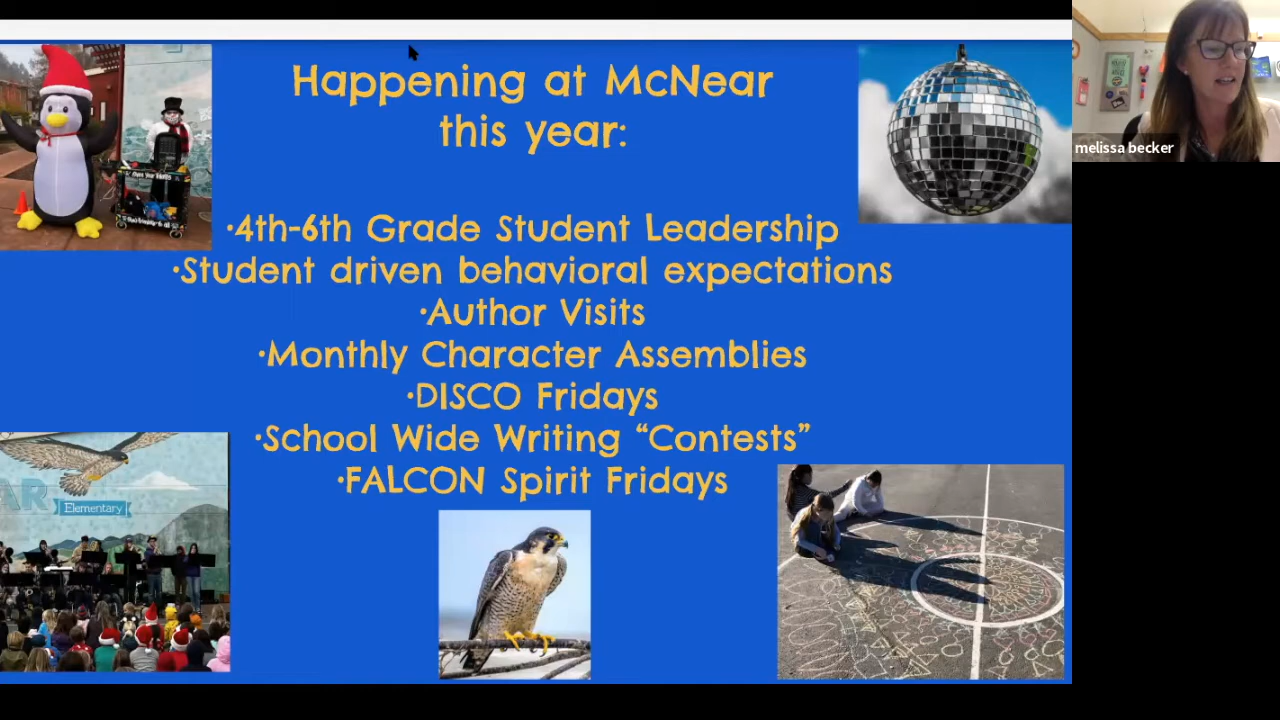 Happening at McNear
this year:
•4th-6th Grade Student Leadership
•Student driven behavioral expectations
•Author Visits
•Monthly Character Assemblies
•DISCO Fridays
•School Wide Writing “Contests”
•FALCON Spirit Fridays
melissa becker
AR
Elementary